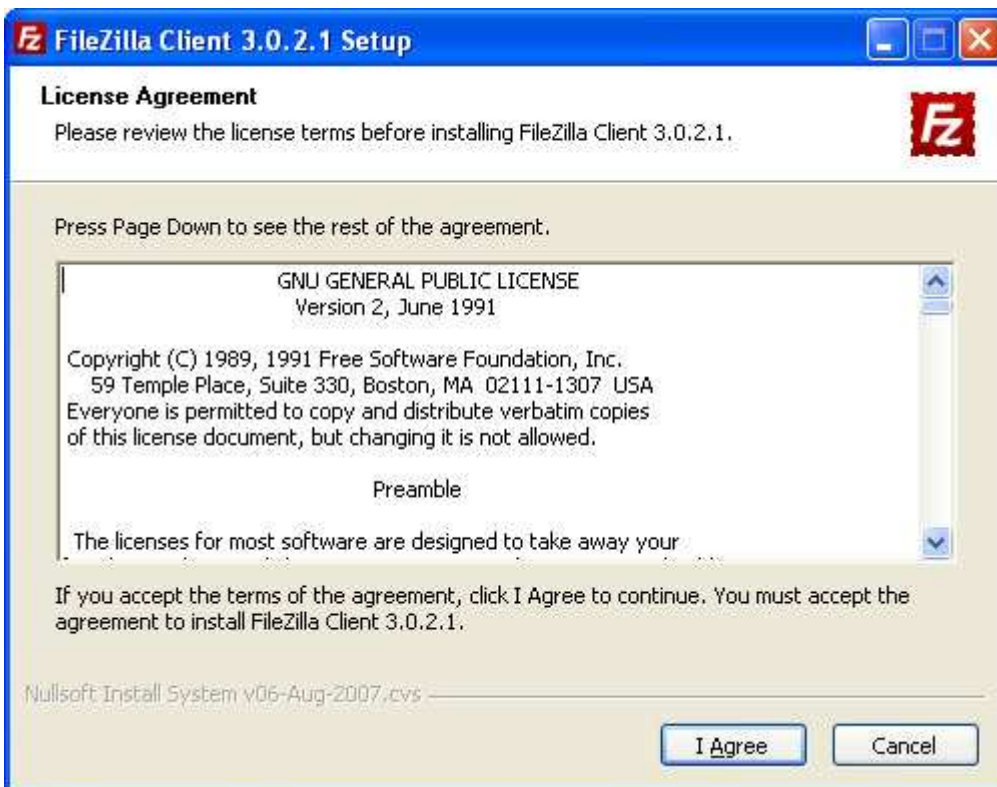 FileZilla Client 3.0.2.1 Setup
License Agreement
Please review the license terms before installing FileZilla Client 3.0.2.1.
Fz
Press Page Down to see the rest of the agreement.
GNU GENERAL PUBLIC LICENSE
Version 2, June 1991
Copyright (C) 1989, 1991 Free Software Foundation, Inc.
59 Temple Place, Suite 330, Boston, MA  02111-1307  USA
Everyone is permitted to copy and distribute verbatim copies
of this license document, but changing it is not allowed.
Preamble
The licenses for most software are designed to take away your
If you accept the terms of the agreement, click I Agree to continue. You must accept the
agreement to install FileZilla Client 3.0.2.1.
Nullsoft Install System v06-Aug-2007.cvs
I Agree
Cancel